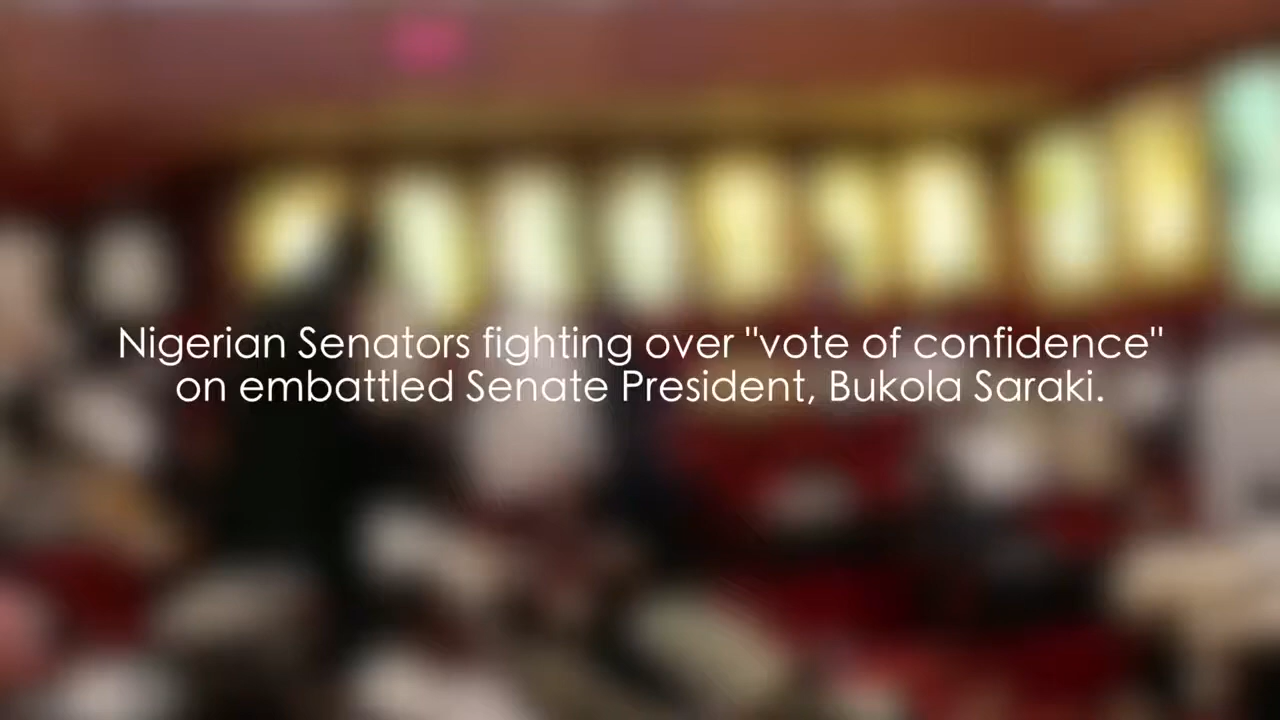 Nigerian Senators fighting over "vote of confidence"
on embattled Senate President, Bukola Saraki.